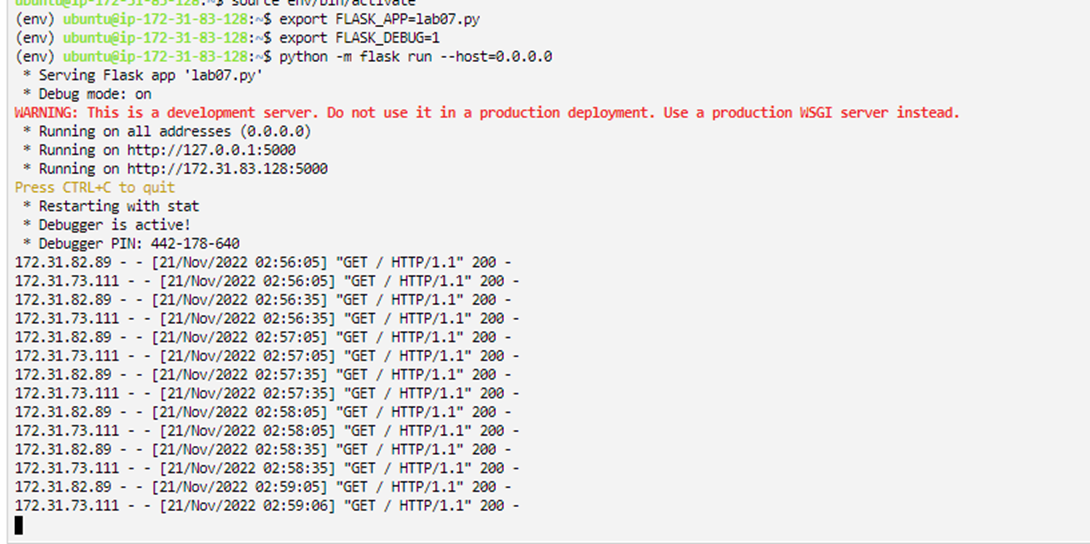 ubuntu@ip-172-31-83-128:~$ source env/bin/activate
(env) ubuntu@ip-172-31-83-128:~$ export FLASK_APP=lab07.py
(env) ubuntu@ip-172-31-83-128:~$ export FLASK_DEBUG=1
(env) ubuntu@ip-172-31-83-128:~$ python -m flask run --host=0.0.0.0
 * Serving Flask app 'lab07.py'
 * Debug mode: on
WARNING: This is a development server. Do not use it in a production deployment. Use a production WSGI server instead.
 * Running on all addresses (0.0.0.0)
 * Running on http://127.0.0.1:5000
 * Running on http://172.31.83.128:5000
Press CTRL+C to quit
 * Restarting with stat
 * Debugger is active!
 * Debugger PIN: 442-178-640
172.31.82.89 - - [21/Nov/2022 02:56:05] "GET / HTTP/1.1" 200 -
172.31.73.111 - - [21/Nov/2022 02:56:05] "GET / HTTP/1.1" 200 -
172.31.82.89 - - [21/Nov/2022 02:56:35] "GET / HTTP/1.1" 200 -
172.31.73.111 - - [21/Nov/2022 02:56:35] "GET / HTTP/1.1" 200 -
172.31.82.89 - - [21/Nov/2022 02:57:05] "GET / HTTP/1.1" 200 -
172.31.73.111 - - [21/Nov/2022 02:57:05] "GET / HTTP/1.1" 200 -
172.31.82.89 - - [21/Nov/2022 02:57:35] "GET / HTTP/1.1" 200 -
172.31.73.111 - - [21/Nov/2022 02:57:35] "GET / HTTP/1.1" 200 -
172.31.82.89 - - [21/Nov/2022 02:58:05] "GET / HTTP/1.1" 200 -
172.31.73.111 - - [21/Nov/2022 02:58:05] "GET / HTTP/1.1" 200 -
172.31.82.89 - - [21/Nov/2022 02:58:35] "GET / HTTP/1.1" 200 -
172.31.73.111 - - [21/Nov/2022 02:58:35] "GET / HTTP/1.1" 200 -
172.31.82.89 - - [21/Nov/2022 02:59:05] "GET / HTTP/1.1" 200 -
172.31.73.111 - - [21/Nov/2022 02:59:06] "GET / HTTP/1.1" 200 -